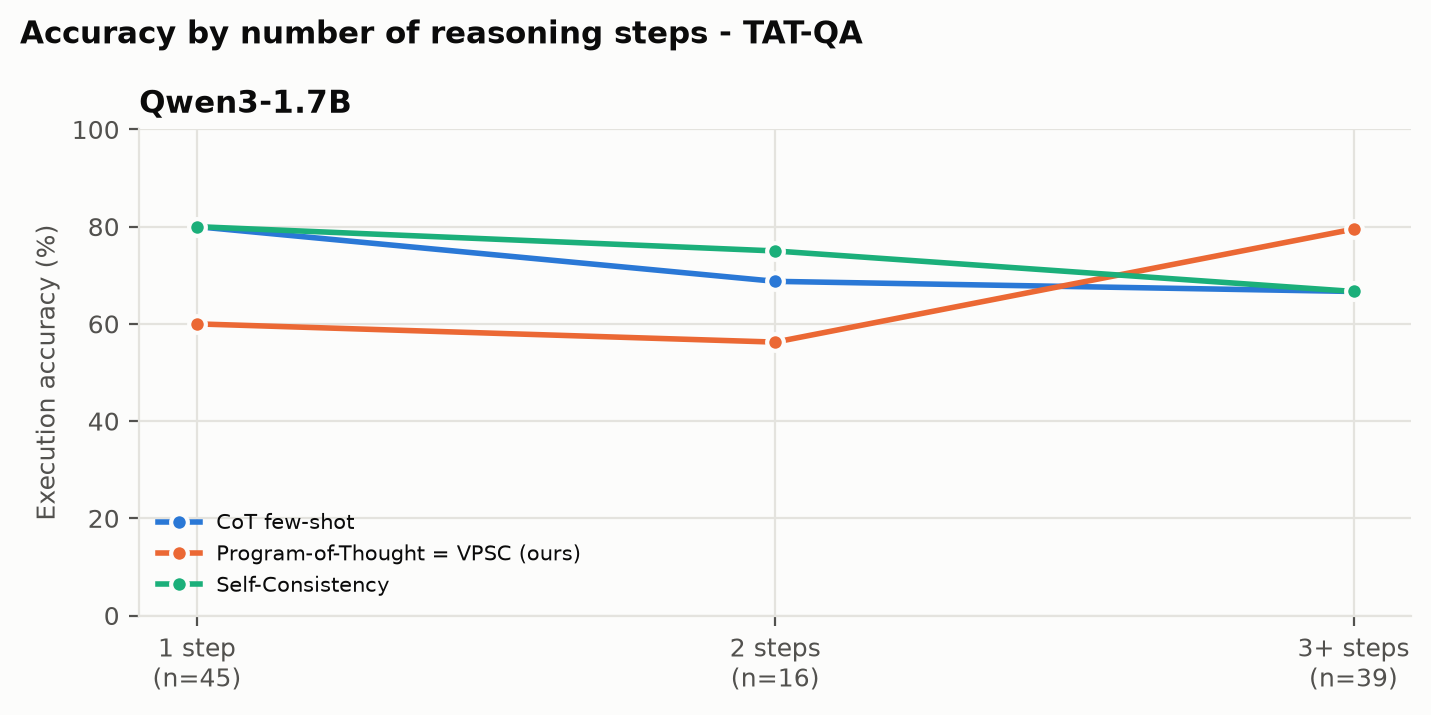 Accuracy by number of reasoning steps - TAT-QA
Qwen3-1.7B
Execution accuracy (%)
100
80
60
40
20
0
CoT few-shot
Program-of-Thought = VPSC (ours)
Self-Consistency
1 step
(n=45)
2 steps
(n=16)
3+ steps
(n=39)